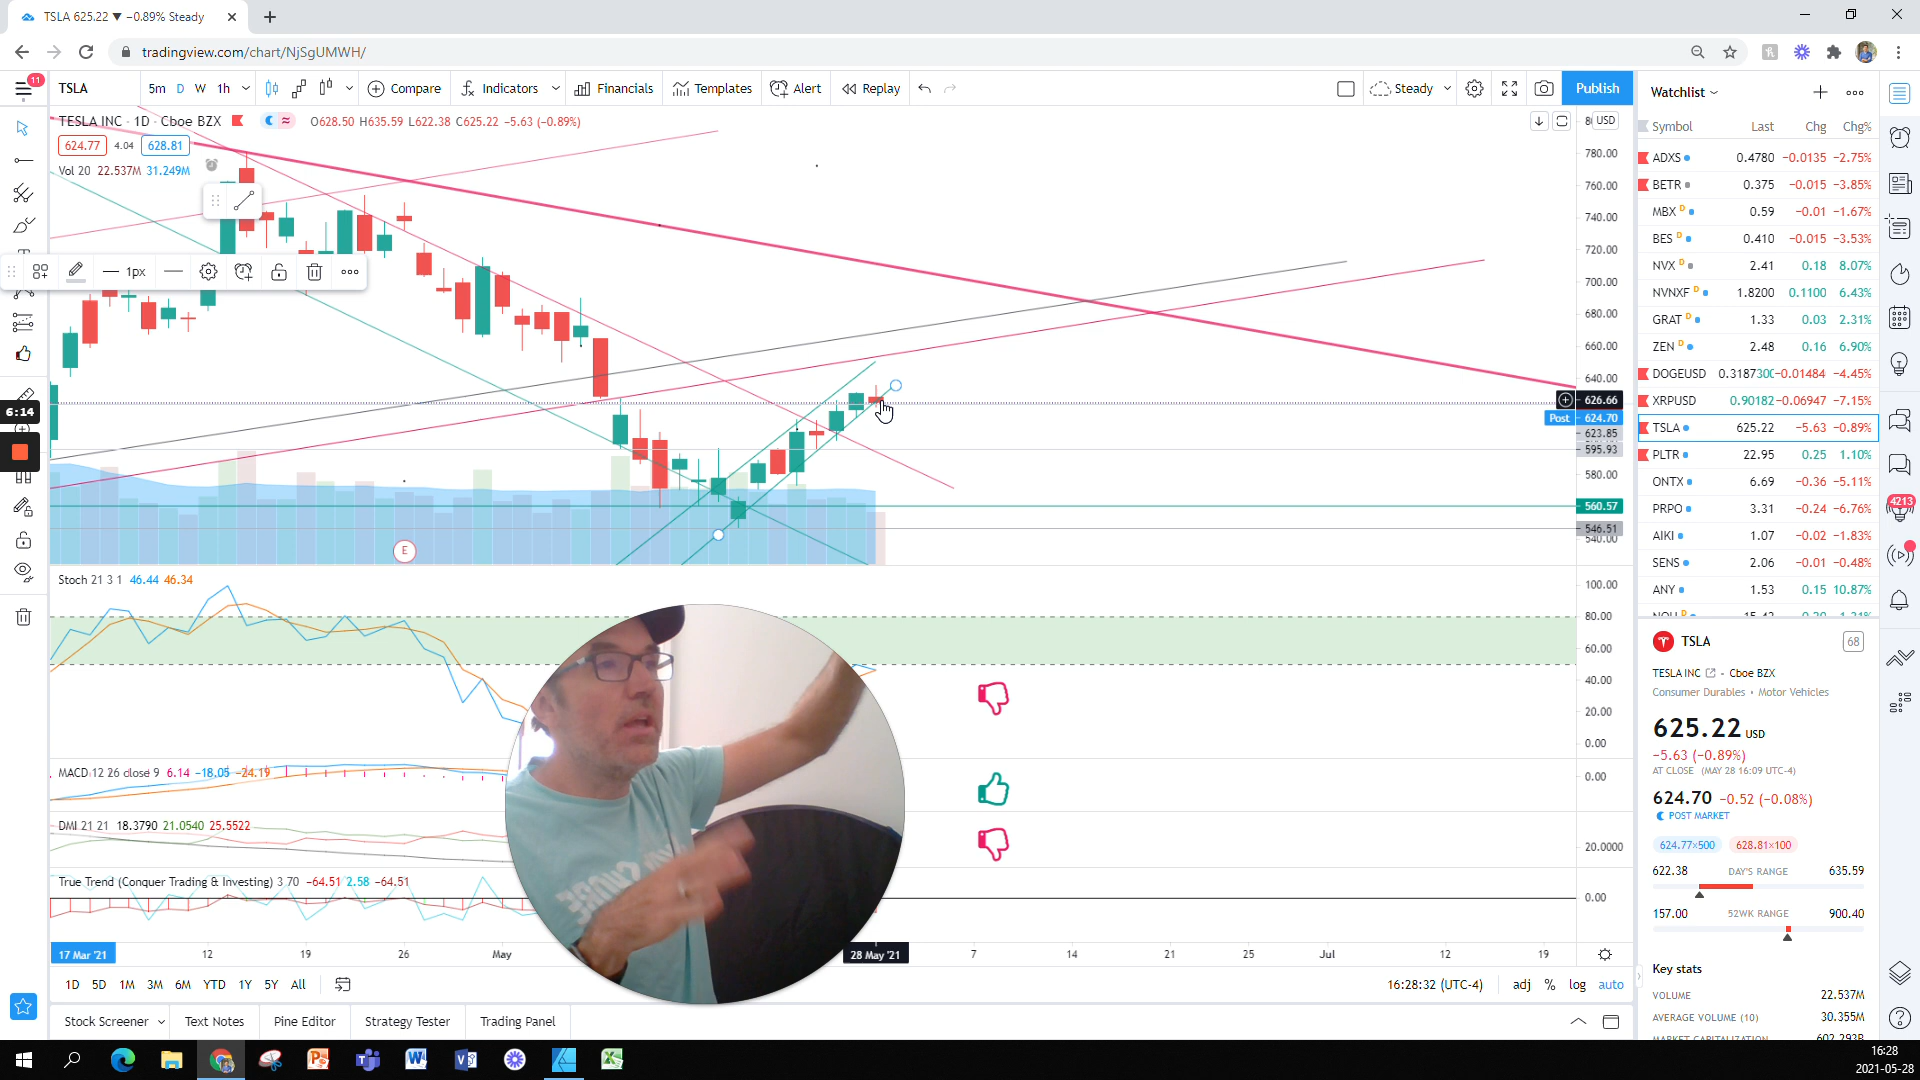 TSLA 625.22 ▼ −0.89% Steady
tradingview.com/chart/NjSgUMWH/
11
TSLA 5m D W 1h Compare Indicators Financials Templates Alert Replay Steady Publish
TESLA INC · 1D · Cboe BZX O628.50 H635.59 L622.38 C625.22 −5.63 (−0.89%)
624.77 4.04 628.81
Vol 20 22.537M 31.249M
1px
6:14
USD
780.00
760.00
740.00
720.00
700.00
680.00
660.00
640.00
626.66
Post 624.70
623.85
595.93
580.00
560.57
546.51
540.00
E
Stoch 21 3 1 46.44 46.34
100.00
80.00
60.00
40.00
20.00
0.00
MACD 12 26 close 9 6.14 −18.05 −24.19
0.00
DMI 21 21 18.3790 21.0540 25.5522
20.0000
True Trend (Conquer Trading & Investing) 3 70 −64.51 2.58 −64.51
0.00
17 Mar '21 12 19 26 May 28 May '21 7 14 21 25 Jul 12 19
1D 5D 1M 3M 6M YTD 1Y 5Y All 16:28:32 (UTC-4) adj % log auto
Stock Screener Text Notes Pine Editor Strategy Tester Trading Panel
Watchlist
Symbol Last Chg Chg%
ADXS 0.4780 −0.0135 −2.75%
BETR 0.375 −0.015 −3.85%
MBX D 0.59 −0.01 −1.67%
BES D 0.410 −0.015 −3.53%
NVX D 2.41 0.18 8.07%
NVNXF D 1.8200 0.1100 6.43%
GRAT D 1.33 0.03 2.31%
ZEN D 2.48 0.16 6.90%
DOGEUSD 0.3187300 −0.01484 −4.45%
XRPUSD 0.90182 −0.06947 −7.15%
TSLA 625.22 −5.63 −0.89%
PLTR 22.95 0.25 1.10%
ONTX 6.69 −0.36 −5.11%
PRPO 3.31 −0.24 −6.76%
AIKI 1.07 −0.02 −1.83%
SENS 2.06 −0.01 −0.48%
ANY 1.53 0.15 10.87%
4213
TSLA 68
TESLA INC · Cboe BZX
Consumer Durables · Motor Vehicles
625.22 USD
−5.63 (−0.89%)
AT CLOSE (MAY 28 16:09 UTC-4)
624.70 −0.52 (−0.08%)
POST MARKET
624.77×500 628.81×100
622.38 DAY'S RANGE 635.59
157.00 52WK RANGE 900.40
Key stats
VOLUME 22.537M
AVERAGE VOLUME (10) 30.355M
MARKET CAPITALIZATION 602.293B
16:28
2021-05-28